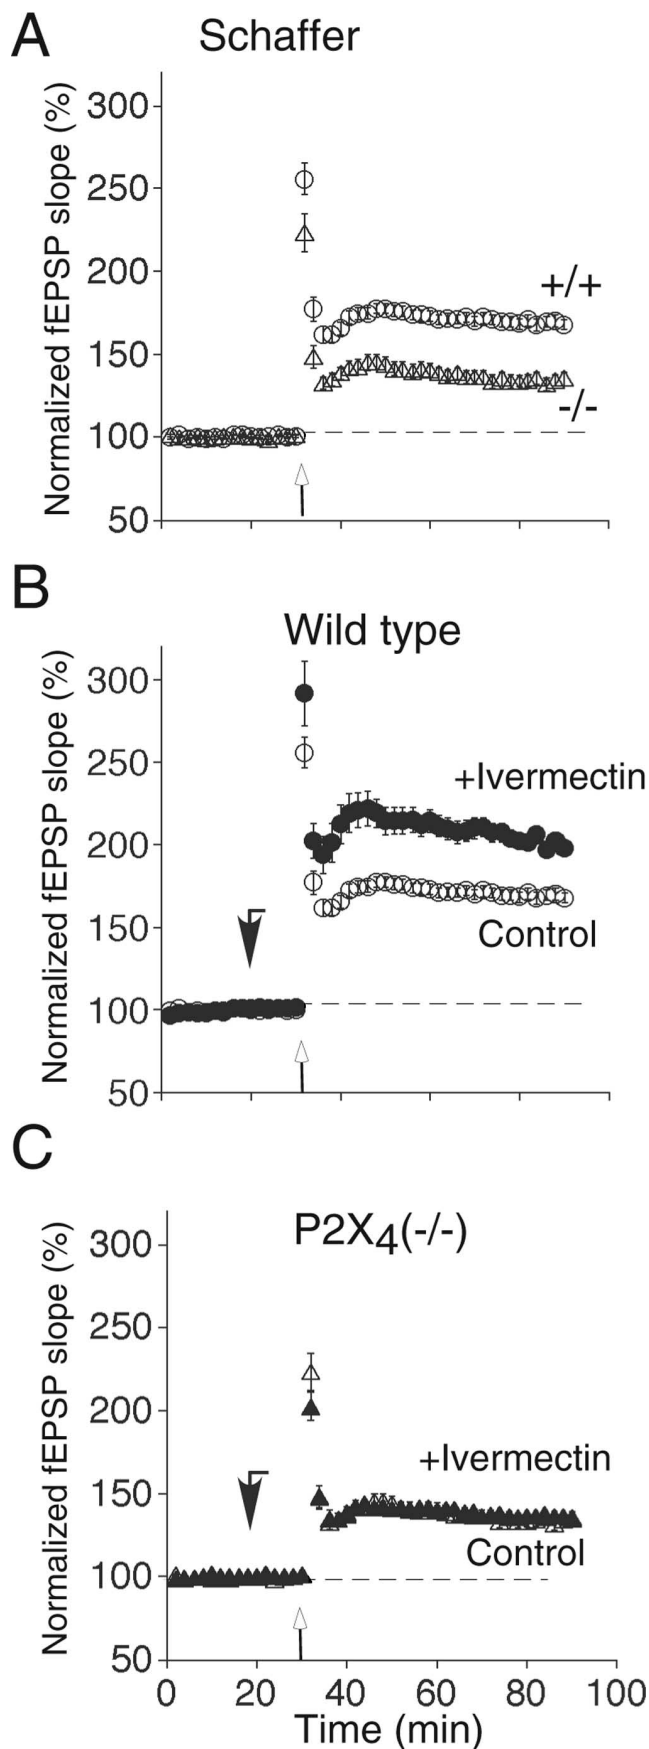 A
Schaffer
Normalized fEPSP slope (%)
300
250
200
150
100
50
+/+
-/-
B
Wild type
Normalized fEPSP slope (%)
300
250
200
150
100
50
+Ivermectin
Control
C
P2X4(-/-)
Normalized fEPSP slope (%)
300
250
200
150
100
50
+Ivermectin
Control
0 20 40 60 80 100
Time (min)